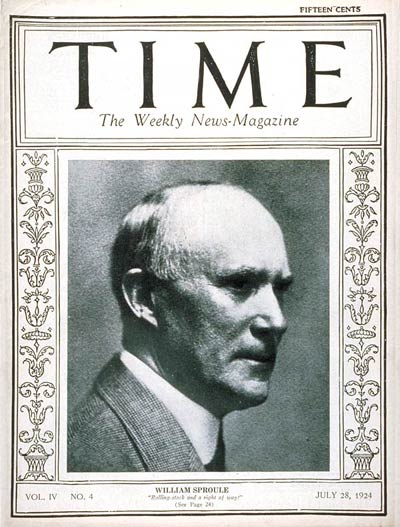 FIFTEEN CENTS
TIME
The Weekly News-Magazine
WILLIAM SPROULE
"Rolling-stock and a right of way!"
(See Page 24)
VOL. IV NO. 4 JULY 28, 1924